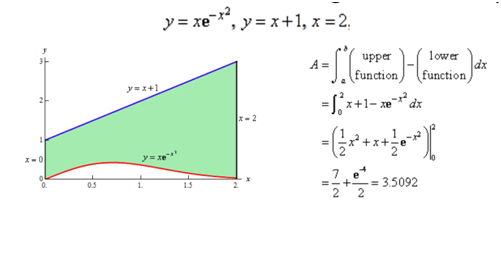 y = xe^{-x^2}, y = x+1, x = 2,
y
3
y = x+1
2
x = 2
1
x = 0
y = xe^{-x^2}
0
0. 0.5 1. 1.5 2. x
A = ∫_a^b (upper function) - (lower function) dx
= ∫_0^2 x+1-xe^{-x^2} dx
= (1/2 x^2 + x + 1/2 e^{-x^2})|_0^2
= 7/2 + e^{-4}/2 = 3.5092